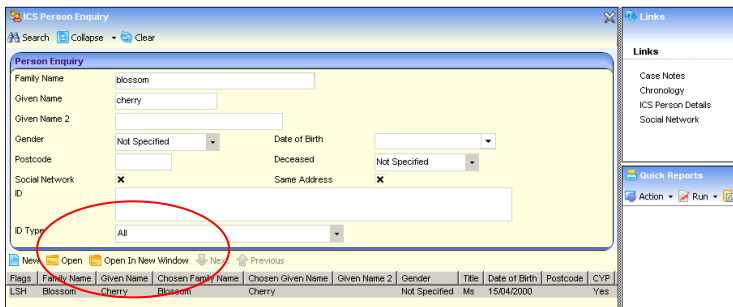 ICS Person Enquiry
Search Collapse Clear
Person Enquiry
Family Name blossom
Given Name cherry
Given Name 2
Gender Not Specified Date of Birth
Postcode Deceased Not Specified
Social Network Same Address
ID
ID Type All
New Open Open In New Window Next Previous
Flags Family Name Given Name Chosen Family Name Chosen Given Name Given Name 2 Gender Title Date of Birth Postcode CYP
LSH Blossom Cherry Blossom Cherry Not Specified Ms 15/04/2000 Yes
Links
Links
Case Notes
Chronology
ICS Person Details
Social Network
Quick Reports
Action Run